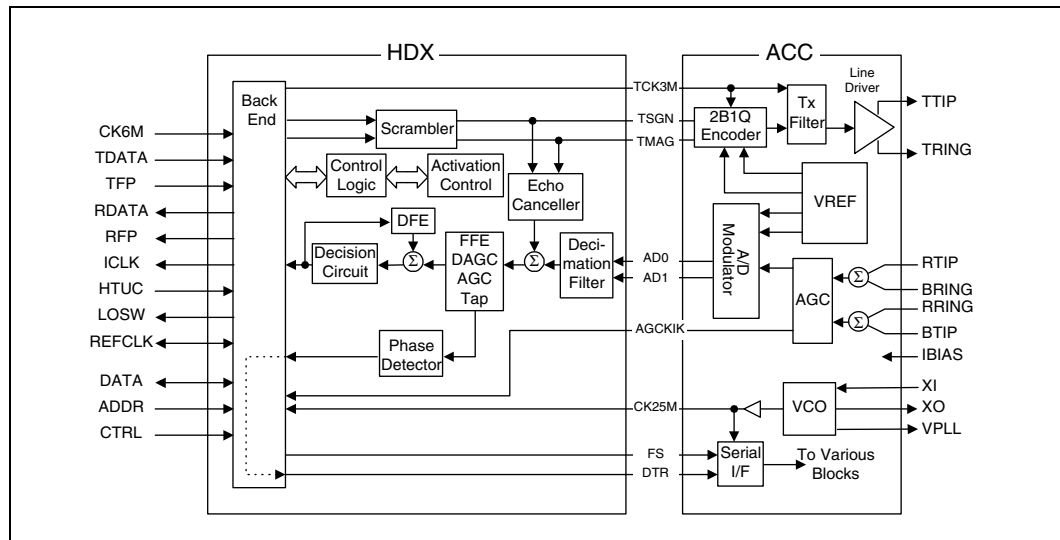 HDX
ACC
Back
End
CK6M
TDATA
TFP
RDATA
RFP
ICLK
HTUC
LOSW
REFCLK
DATA
ADDR
CTRL
Scrambler
Control
Logic
Activation
Control
Echo
Canceller
DFE
Decision
Circuit
Σ
FFE
DAGC
AGC
Tap
Σ
Deci-
mation
Filter
Phase
Detector
TCK3M
TSGN
TMAG
AD0
AD1
AGCKIK
CK25M
FS
DTR
2B1Q
Encoder
Tx
Filter
Line
Driver
VREF
A/D
Modulator
AGC
Σ
Σ
VCO
Serial
I/F
To Various
Blocks
TTIP
TRING
RTIP
BRING
RRING
BTIP
IBIAS
XI
XO
VPLL